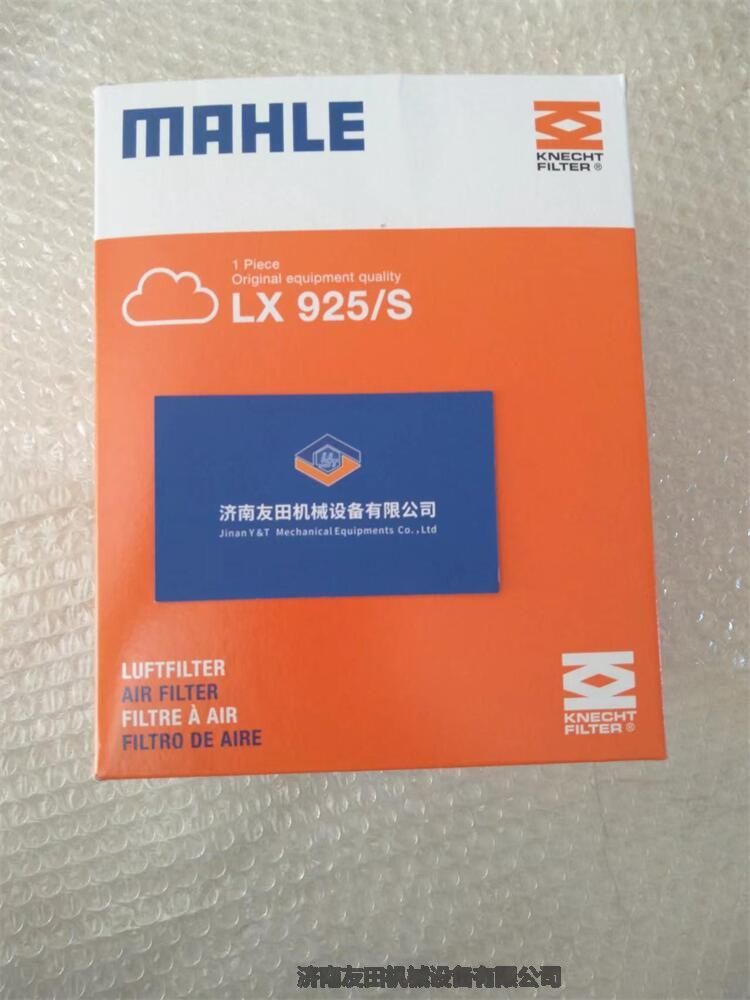 MAHLE
KNECHT
FILTER®
1 Piece
Original equipment quality
LX 925/S
济南友田机械设备有限公司
Jinan Y&T Mechanical Equipments Co.,Ltd
LUFTFILTER
AIR FILTER
FILTRE À AIR
FILTRO DE AIRE
KNECHT
FILTER®
济南友田机械设备有限公司